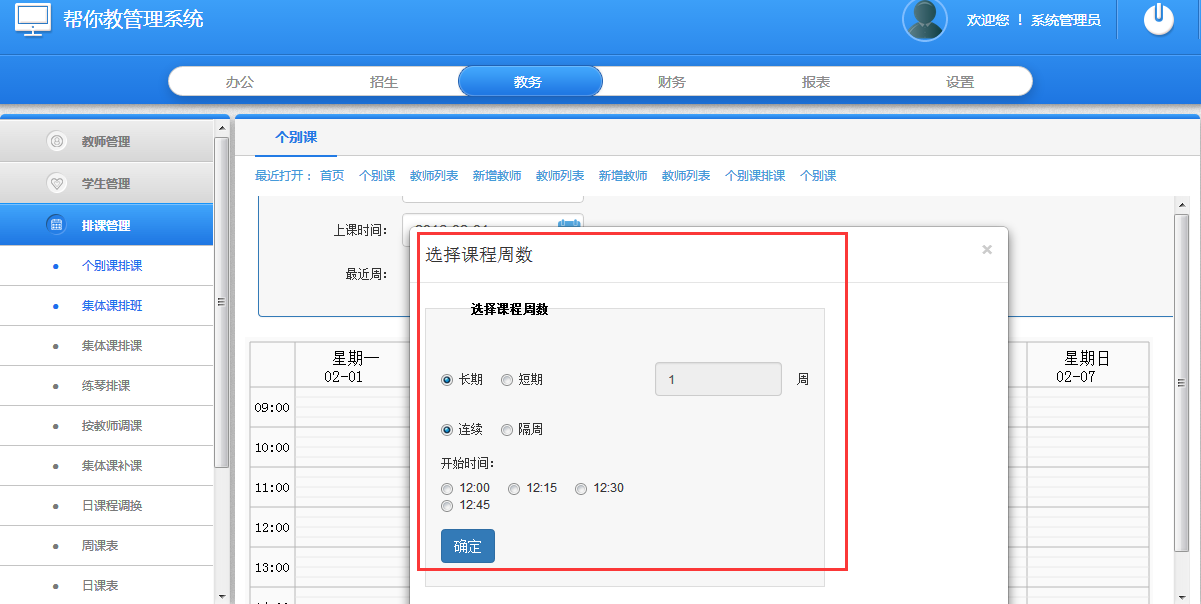 帮你教管理系统
欢迎您 ！ 系统管理员
办公 招生 教务 财务 报表 设置
教师管理
学生管理
排课管理
个别课排课
集体课排班
集体课排课
练琴排课
按教师调课
集体课补课
日课程调换
周课表
日课表
个别课
最近打开： 首页 个别课 教师列表 新增教师 教师列表 新增教师 教师列表 个别课排课 个别课
上课时间：
最近周：
选择课程周数 ×
选择课程周数
长期 短期 1 周
连续 隔周
开始时间：
12:00 12:15 12:30
12:45
确定
星期一
02-01
星期日
02-07
09:00
10:00
11:00
12:00
13:00